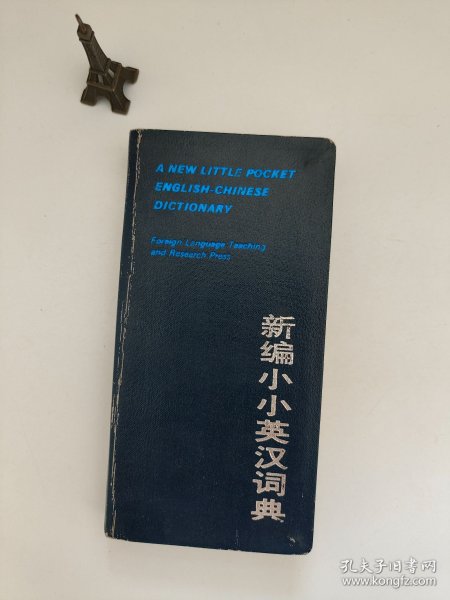 A NEW LITTLE POCKET
ENGLISH-CHINESE
DICTIONARY
Foreign Language Teaching
and Research Press
新编小小英汉词典
孔夫子旧书网
www.kongfz.com